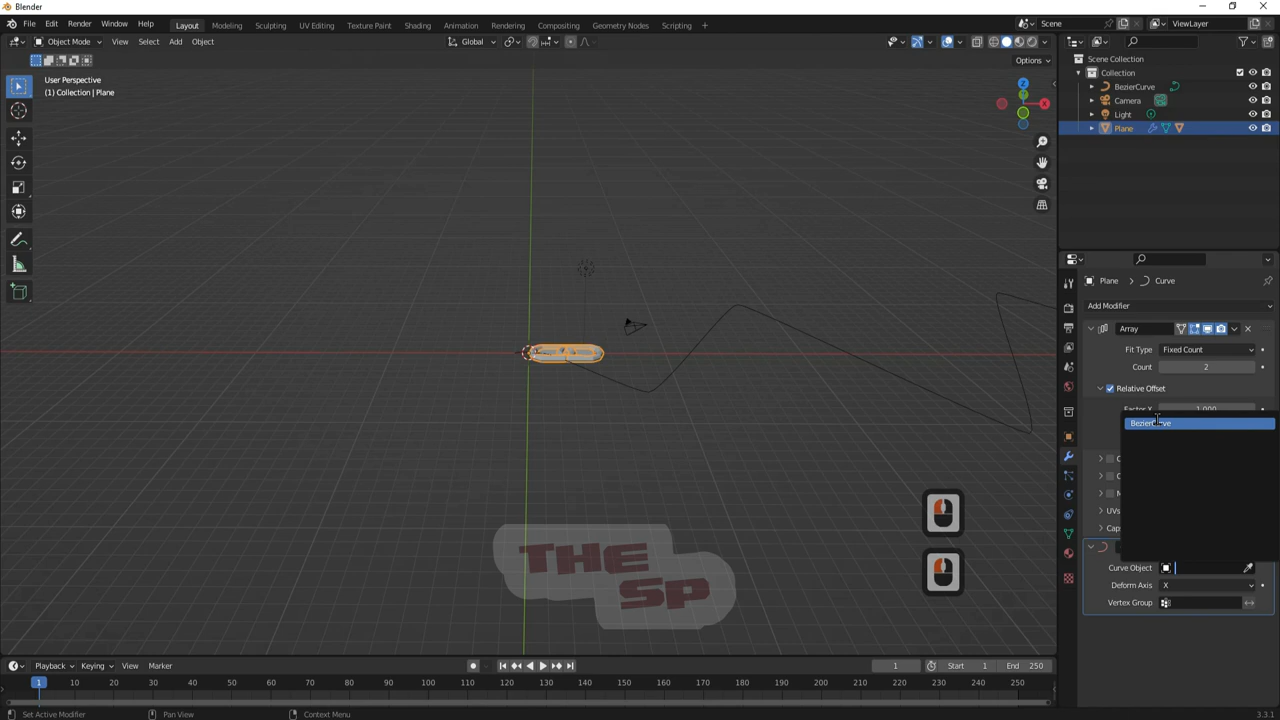 Blender
File Edit Render Window Help Layout Modeling Sculpting UV Editing Texture Paint Shading Animation Rendering Compositing Geometry Nodes Scripting + Scene ViewLayer
Object Mode View Select Add Object Global
Options
User Perspective
(1) Collection | Plane
Z
Y
X
Scene Collection
Collection
BezierCurve
Camera
Light
Plane
Plane > Curve
Add Modifier
Array
Fit Type Fixed Count
Count 2
Relative Offset
Factor X 1.000
BezierCurve
UVs
Cap
Curve Object
Deform Axis X
Vertex Group
THE
SP
Playback Keying View Marker 1 Start 1 End 250
1 10 20 30 40 50 60 70 80 90 100 110 120 130 140 150 160 170 180 190 200 210 220 230 240 250
Set Active Modifier Pan View Context Menu 3.3.1